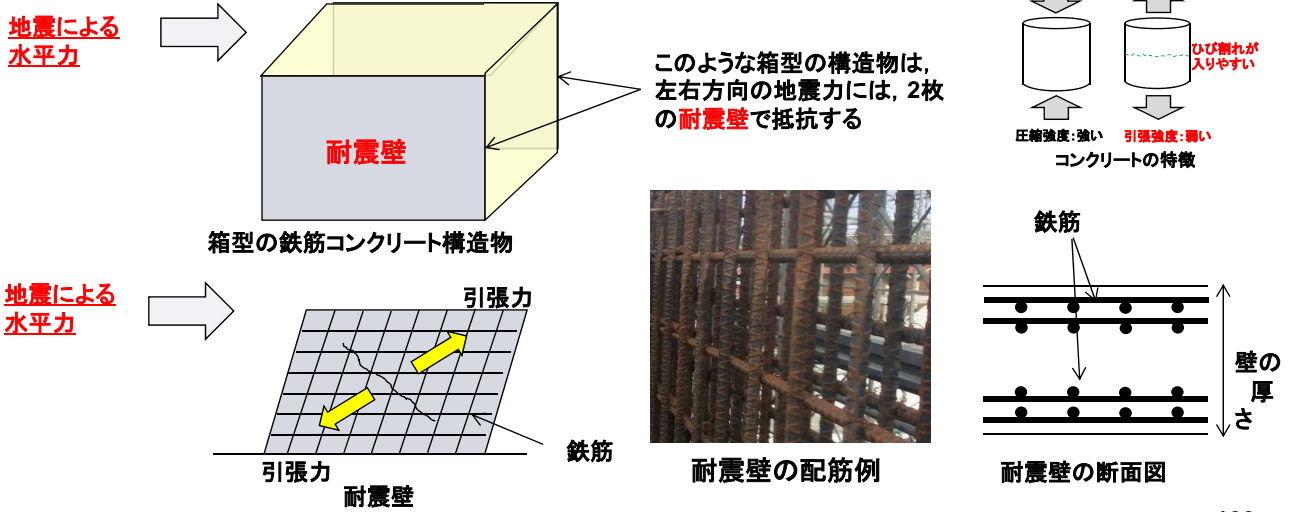 地震による
水平力
耐震壁
箱型の鉄筋コンクリート構造物
このような箱型の構造物は,
左右方向の地震力には, 2枚
の耐震壁で抵抗する
ひび割れが
入りやすい
圧縮強度:強い
引張強度:弱い
コンクリートの特徴
地震による
水平力
引張力
引張力
鉄筋
耐震壁
耐震壁の配筋例
鉄筋
壁の
厚
さ
耐震壁の断面図